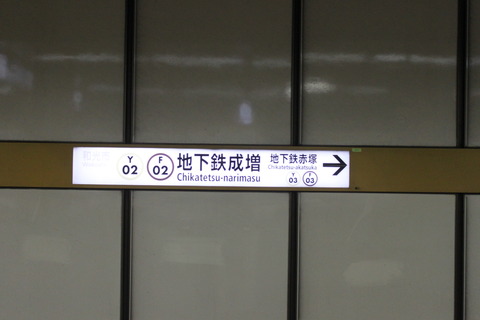 Y
02
F
02
地下鉄成増
Chikatetsu-narimasu
地下鉄赤塚
Chikatetsu-akatsuka
Y
03
F
03